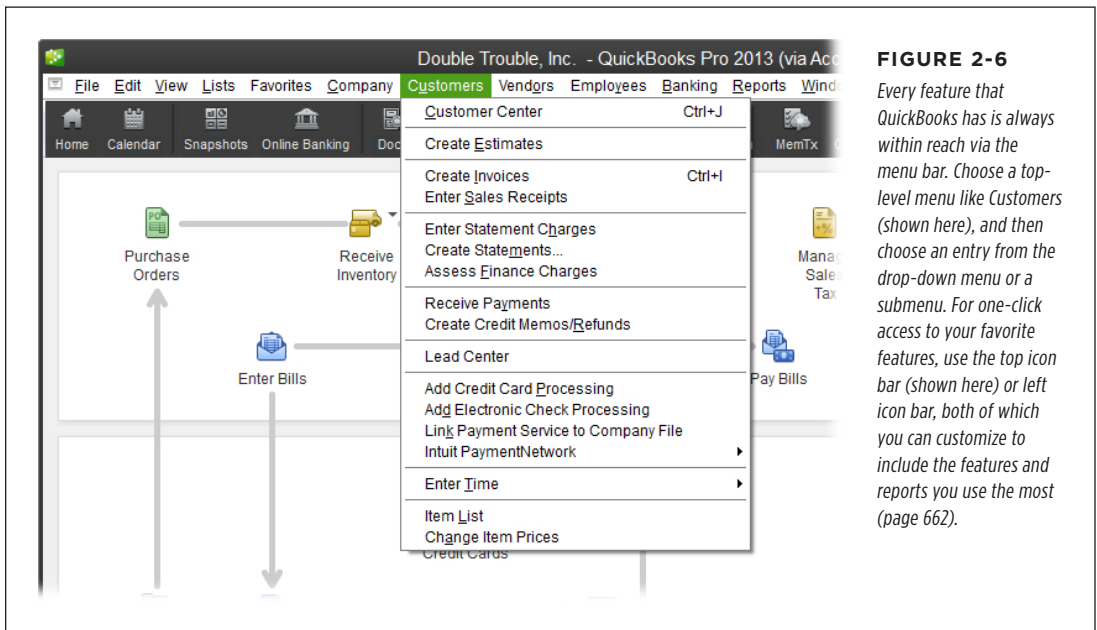 Double Trouble, Inc. - QuickBooks Pro 2013 (via Acc
File Edit View Lists Favorites Company Customers Vendors Employees Banking Reports Wind
Home Calendar Snapshots Online Banking Doc MemTx
Customer Center Ctrl+J
Create Estimates
Create Invoices Ctrl+I
Enter Sales Receipts
Enter Statement Charges
Create Statements...
Assess Finance Charges
Receive Payments
Create Credit Memos/Refunds
Lead Center
Add Credit Card Processing
Add Electronic Check Processing
Link Payment Service to Company File
Intuit PaymentNetwork
Enter Time
Item List
Change Item Prices
Purchase
Orders
Receive
Inventory
Manag
Sales
Tax
Enter Bills
Pay Bills
Credit Cards
FIGURE 2-6
Every feature that
QuickBooks has is always
within reach via the
menu bar. Choose a top-
level menu like Customers
(shown here), and then
choose an entry from the
drop-down menu or a
submenu. For one-click
access to your favorite
features, use the top icon
bar (shown here) or left
icon bar, both of which
you can customize to
include the features and
reports you use the most
(page 662).